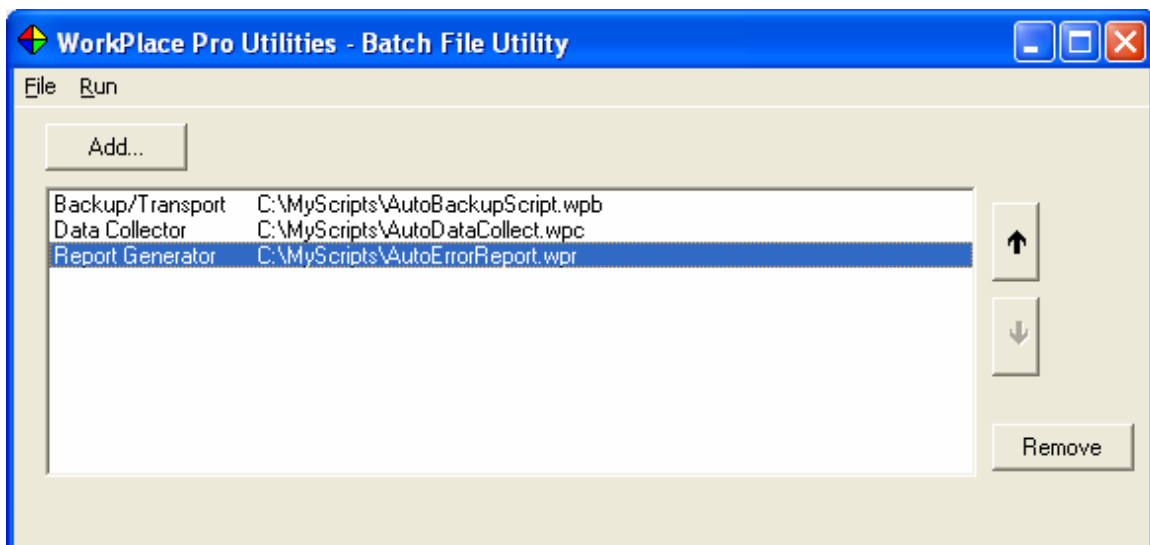 WorkPlace Pro Utilities - Batch File Utility
File Run
Add...
Backup/Transport C:\MyScripts\AutoBackupScript.wpb
Data Collector C:\MyScripts\AutoDataCollect.wpc
Report Generator C:\MyScripts\AutoErrorReport.wpr
Remove